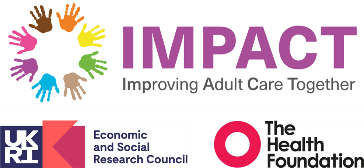 IMPACT
Improving Adult Care Together
UK
RI
Economic
and Social
Research Council
The
Health
Foundation